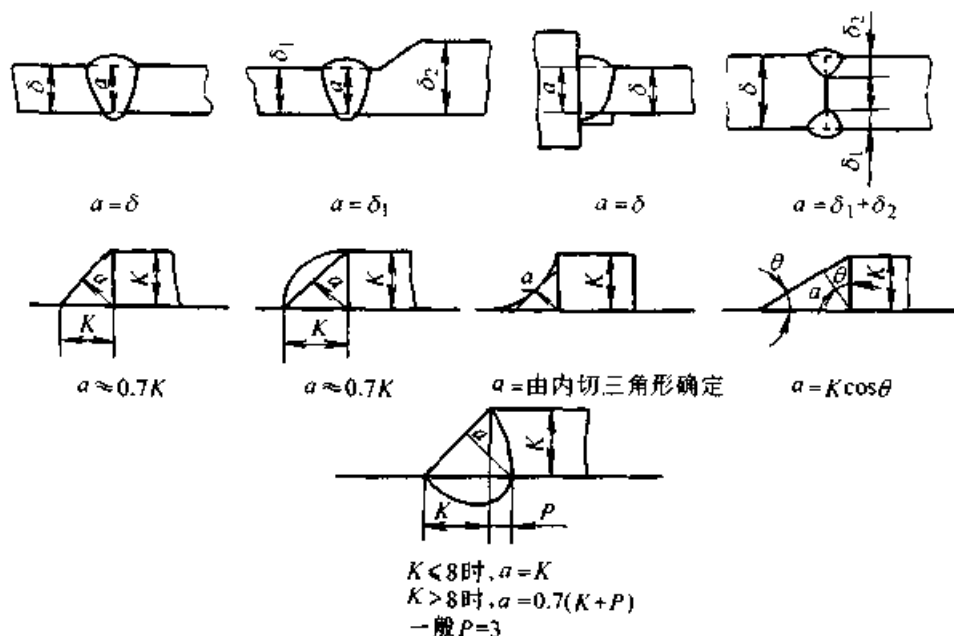 δ a δ₁ a δ₂ a δ δ δ₂ δ₁
a=δ a=δ₁ a=δ a=δ₁+δ₂
a K K a K K a K θ a θ K
a≈0.7K a≈0.7K a=由内切三角形确定 a=Kcosθ
a K
K P
K≤8时,a=K
K>8时,a=0.7(K+P)
一般P=3